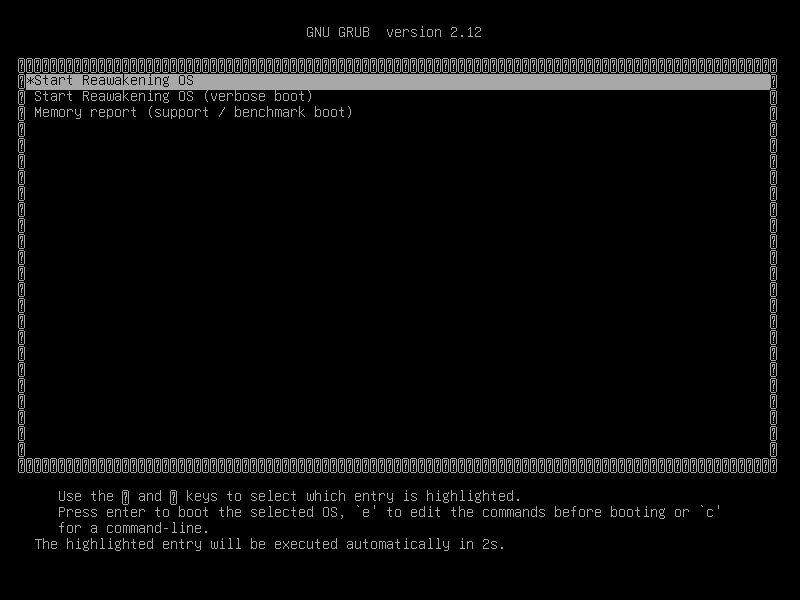 GNU GRUB  version 2.12
*Start Reawakening OS
Start Reawakening OS (verbose boot)
Memory report (support / benchmark boot)
Use the ⍰ and ⍰ keys to select which entry is highlighted.
Press enter to boot the selected OS, `e' to edit the commands before booting or `c'
for a command-line.
The highlighted entry will be executed automatically in 2s.